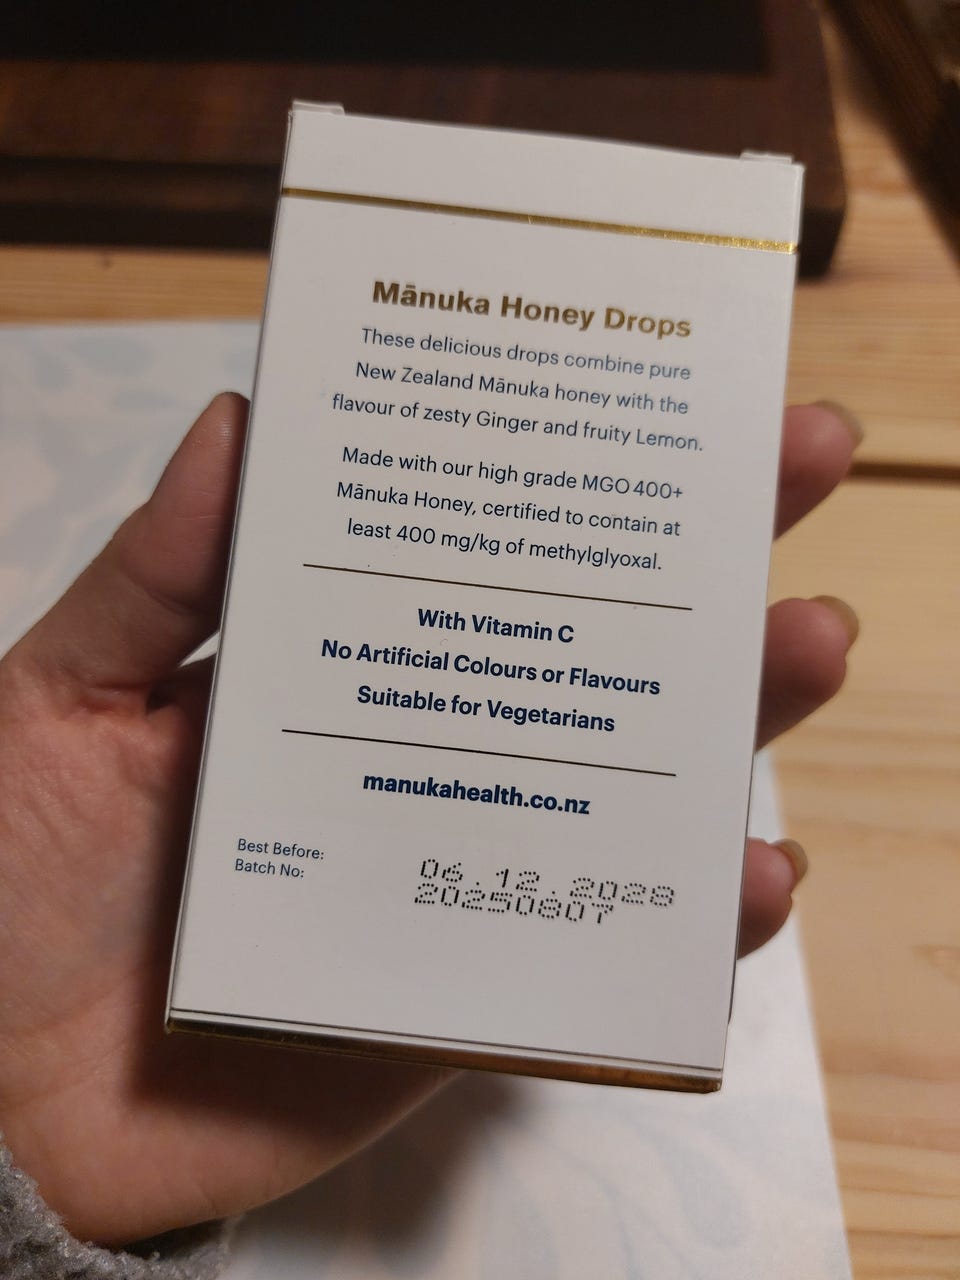 Mānuka Honey Drops
These delicious drops combine pure
New Zealand Mānuka honey with the
flavour of zesty Ginger and fruity Lemon.
Made with our high grade MGO 400+
Mānuka Honey, certified to contain at
least 400 mg/kg of methylglyoxal.
With Vitamin C
No Artificial Colours or Flavours
Suitable for Vegetarians
manukahealth.co.nz
Best Before: 06.12.2028
Batch No: 20250807